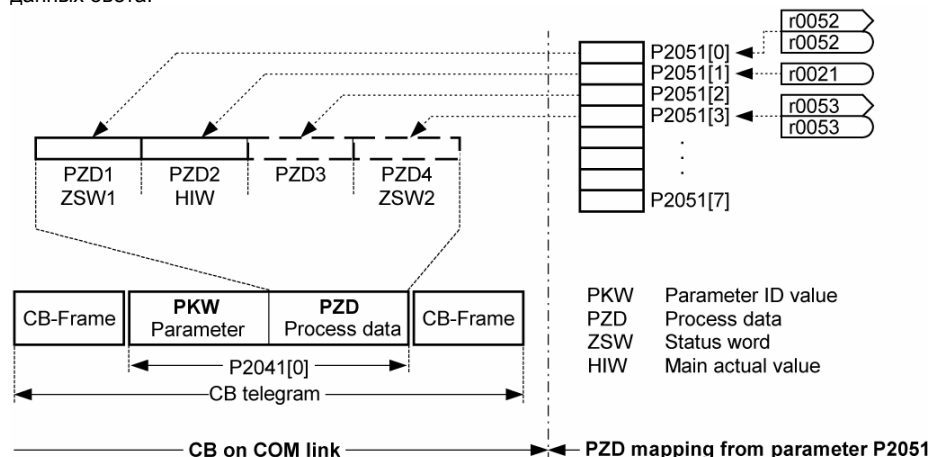 данных обета.
r0052
r0052
P2051[0]
P2051[1]
r0021
P2051[2]
P2051[3]
r0053
r0053
P2051[7]
PZD1
ZSW1
PZD2
HIW
PZD3
PZD4
ZSW2
CB-Frame
PKW
Parameter
PZD
Process data
CB-Frame
P2041[0]
CB telegram
PKW Parameter ID value
PZD Process data
ZSW Status word
HIW Main actual value
CB on COM link
PZD mapping from parameter P2051